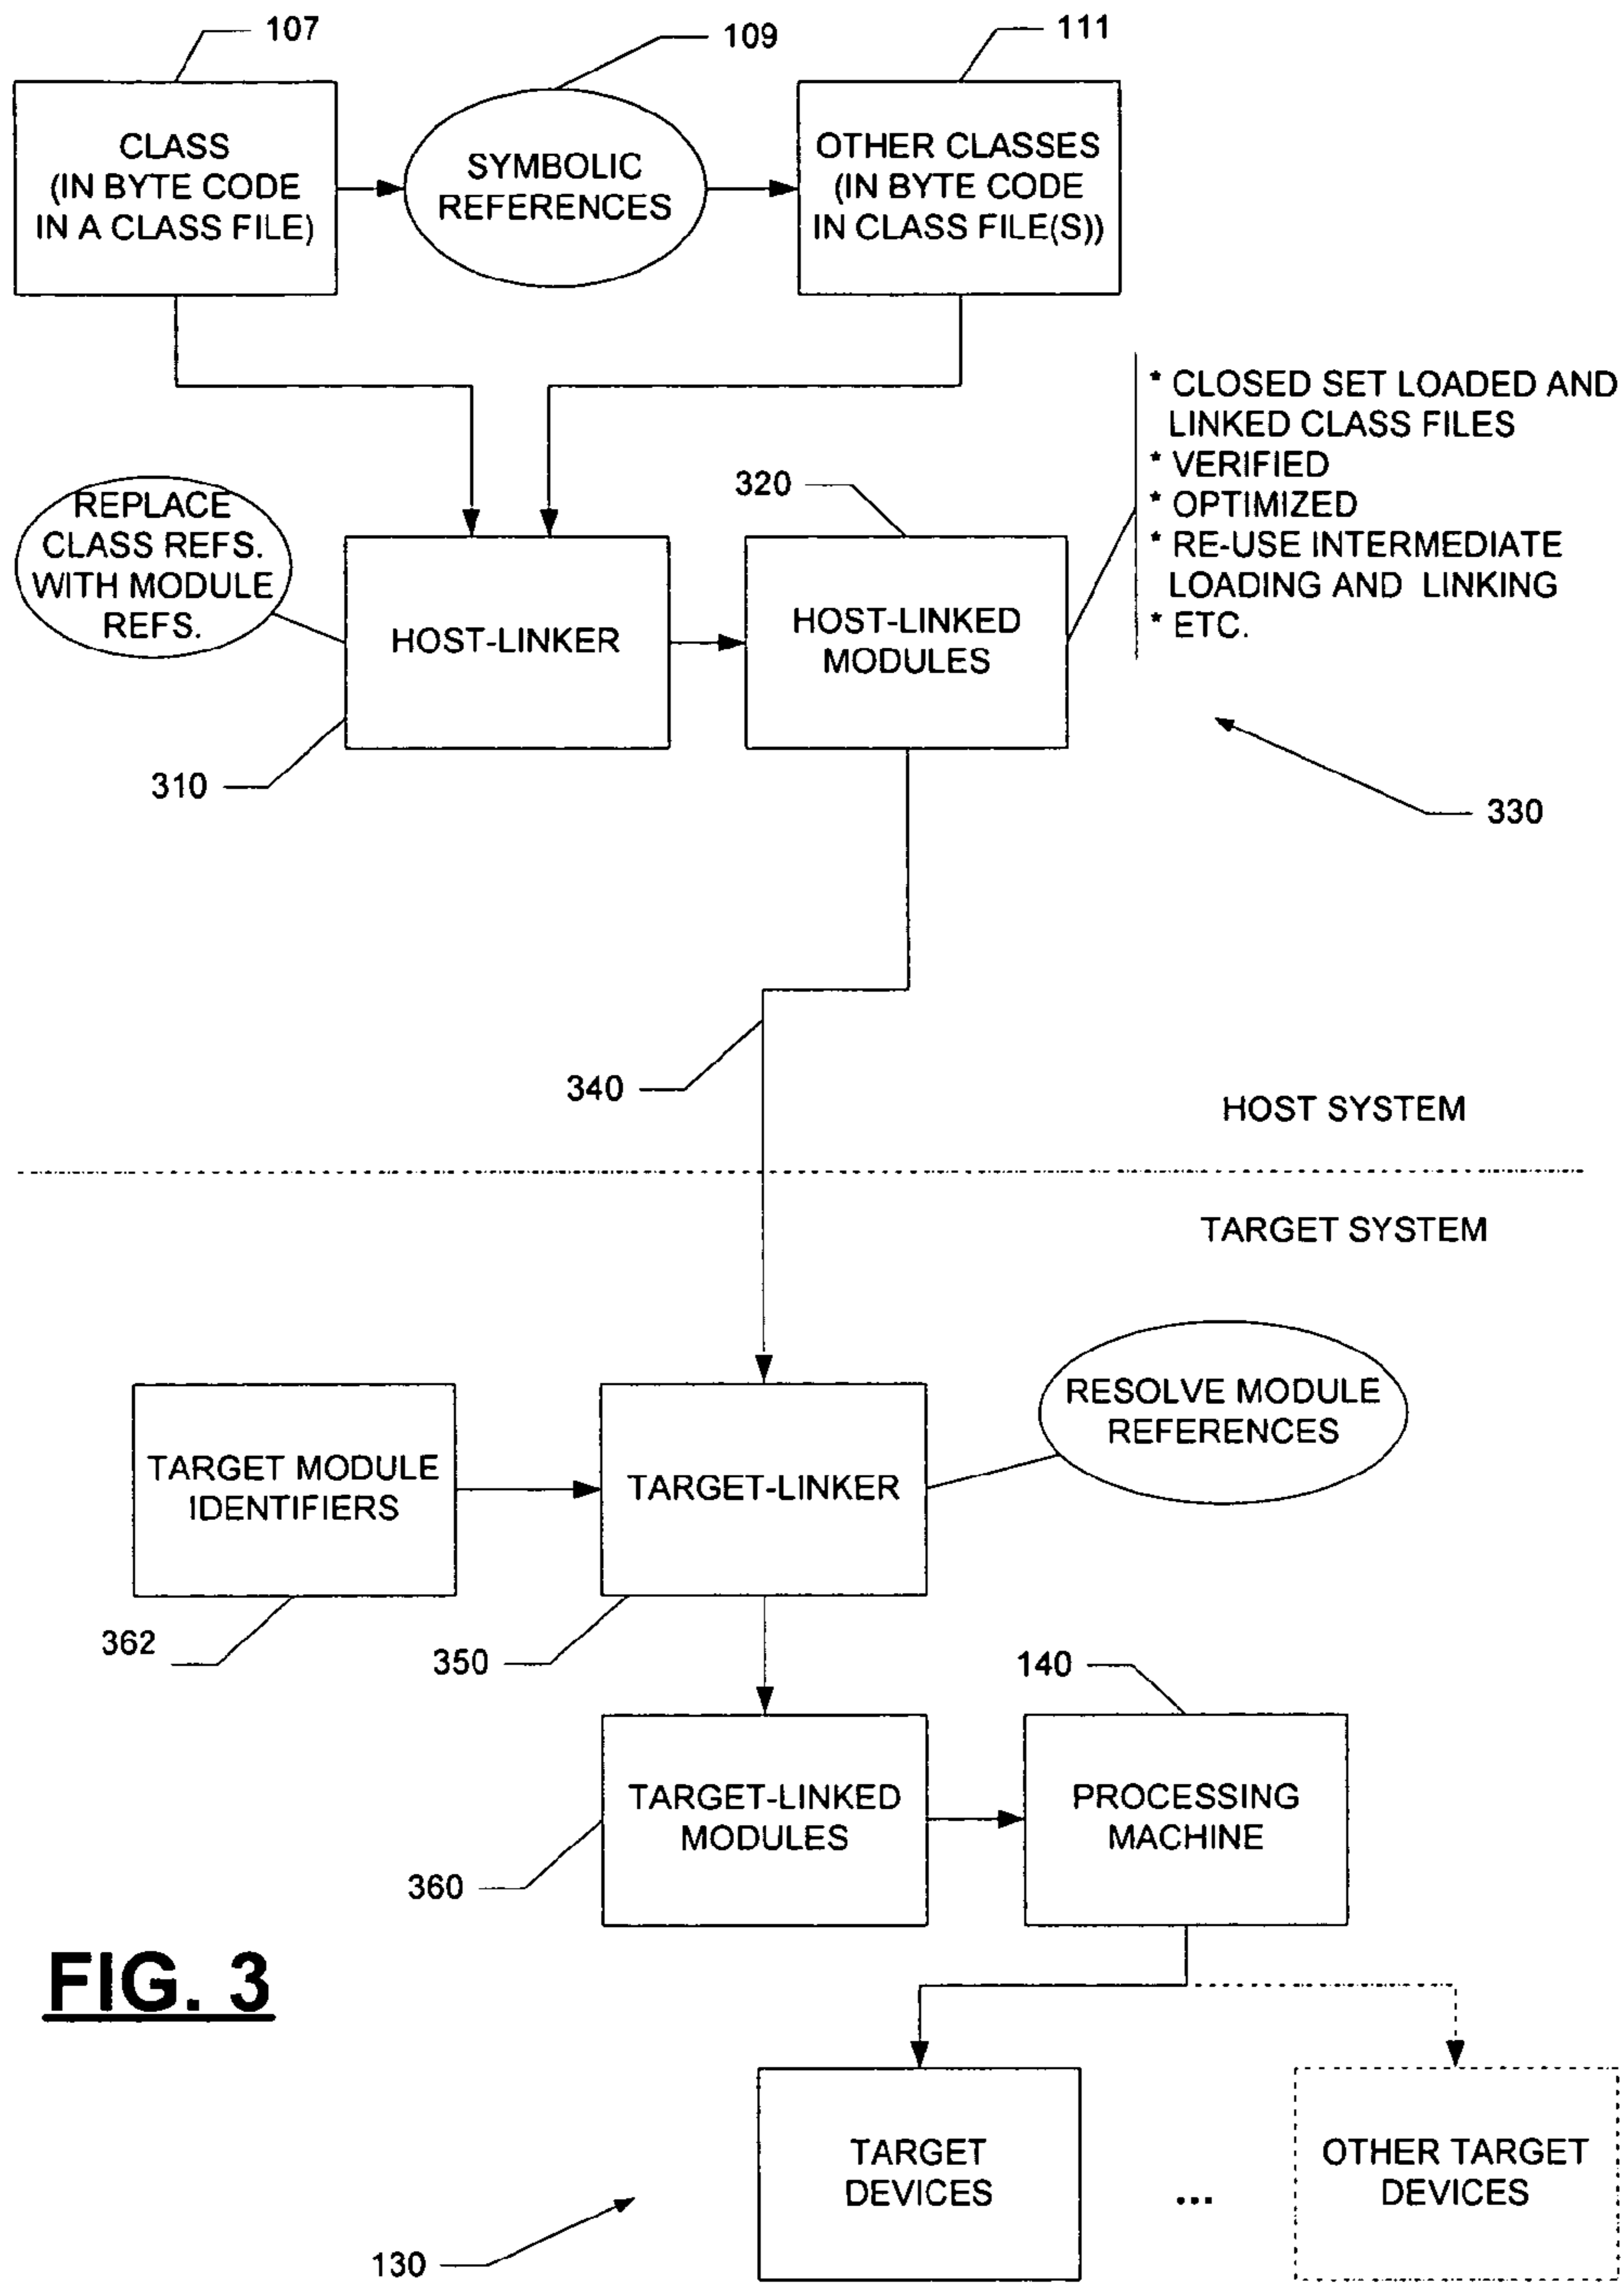 107
109
111
CLASS
(IN BYTE CODE
IN A CLASS FILE)
SYMBOLIC
REFERENCES
OTHER CLASSES
(IN BYTE CODE
IN CLASS FILE(S))
* CLOSED SET LOADED AND
LINKED CLASS FILES
* VERIFIED
* OPTIMIZED
* RE-USE INTERMEDIATE
LOADING AND LINKING
* ETC.
REPLACE
CLASS REFS.
WITH MODULE
REFS.
320
HOST-LINKER
HOST-LINKED
MODULES
310
330
340
HOST SYSTEM
TARGET SYSTEM
RESOLVE MODULE
REFERENCES
TARGET MODULE
IDENTIFIERS
TARGET-LINKER
362
350
140
TARGET-LINKED
MODULES
PROCESSING
MACHINE
360
FIG. 3
TARGET
DEVICES
...
OTHER TARGET
DEVICES
130